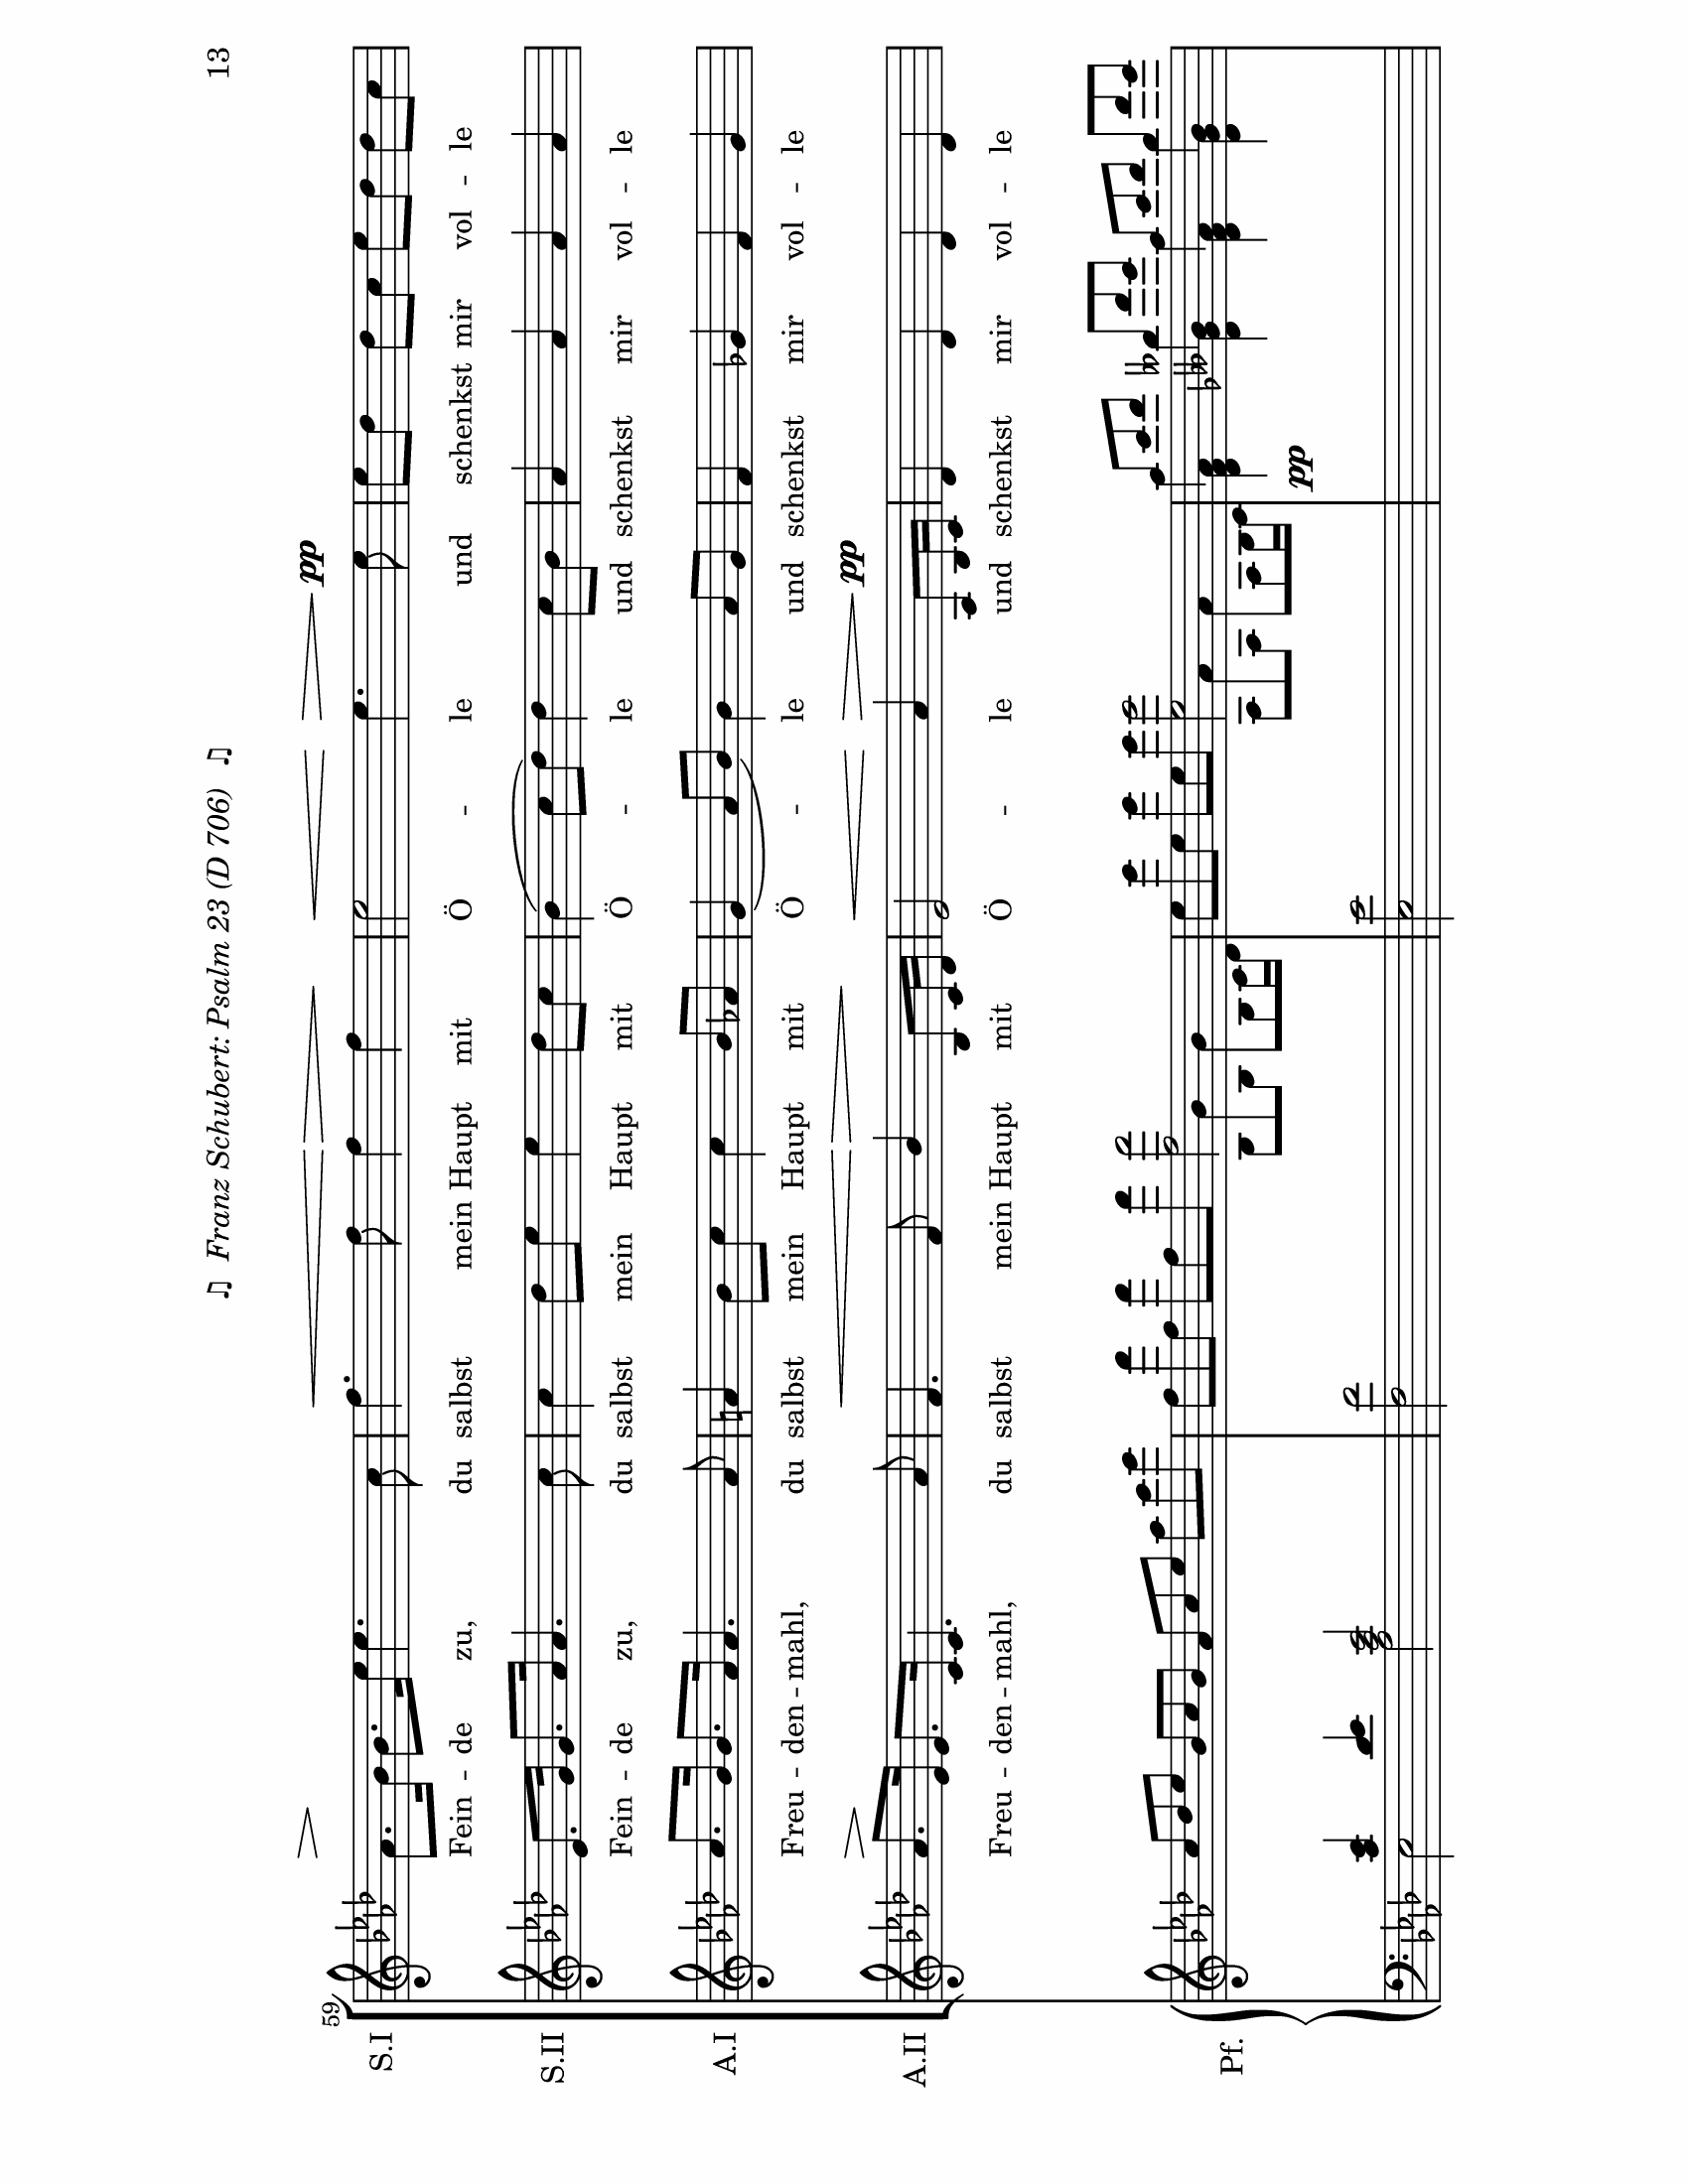 ♫ Franz Schubert: Psalm 23 (D 706) ♫ 13
59
pp
S.I
Fein - de zu, du salbst mein Haupt mit Ö - le und schenkst mir vol - le
S.II
Fein - de zu, du salbst mein Haupt mit Ö - le und schenkst mir vol - le
A.I
Freu - den - mahl, du salbst mein Haupt mit Ö - le und schenkst mir vol - le
pp
A.II
Freu - den - mahl, du salbst mein Haupt mit Ö - le und schenkst mir vol - le
Pf.
pp